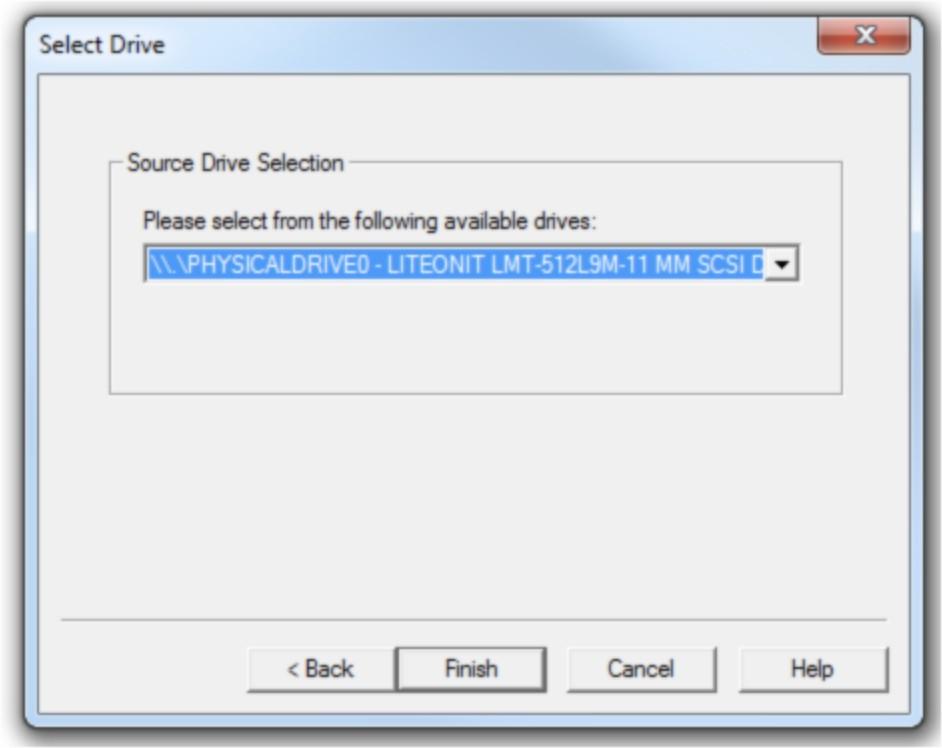 Select Drive
Source Drive Selection
Please select from the following available drives:
\\.\PHYSICALDRIVE0 - LITEONIT LMT-512L9M-11 MM SCSI D
< Back
Finish
Cancel
Help